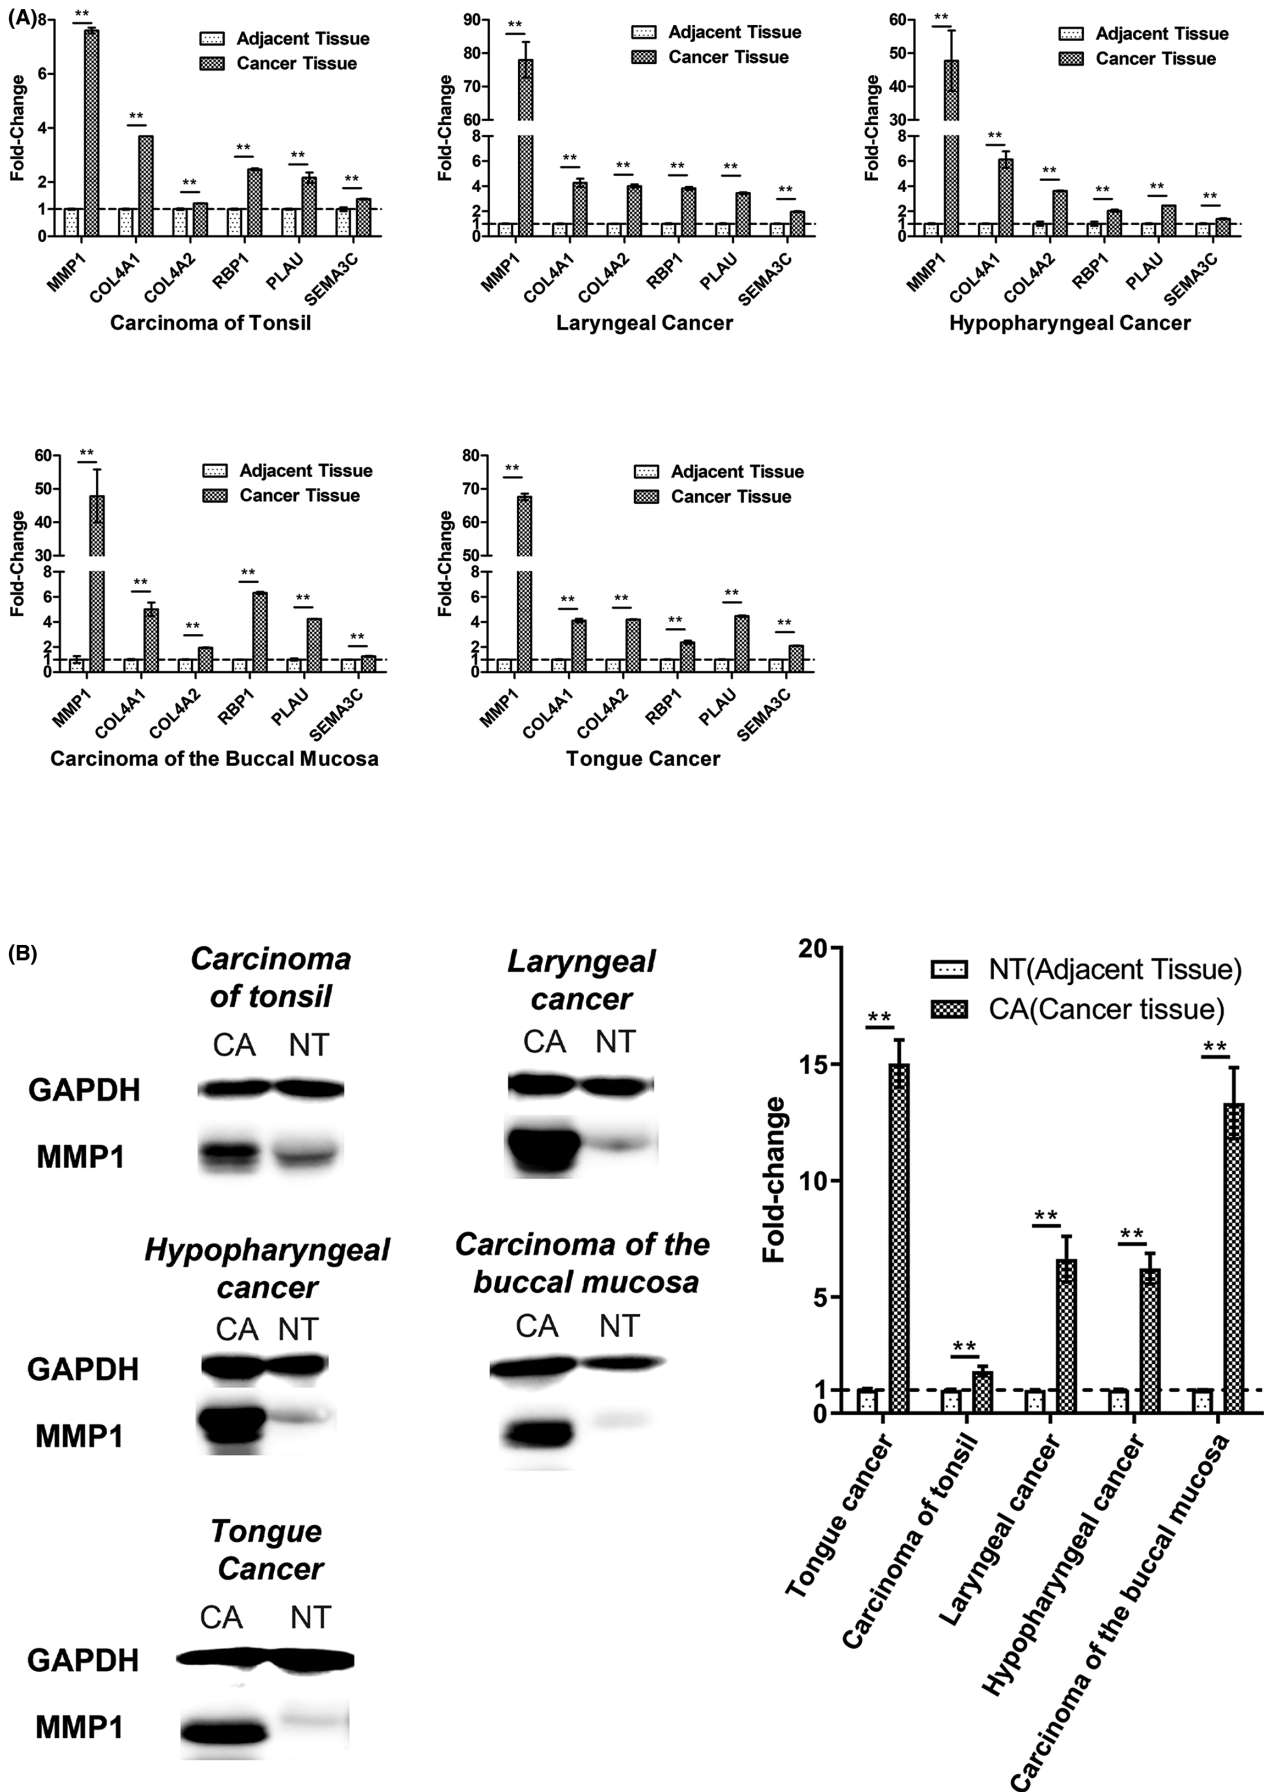 (A)
8
6
4
2
1
0
Fold-Change
**
**
**
**
**
**
Adjacent Tissue
Cancer Tissue
MMP1
COL4A1
COL4A2
RBP1
PLAU
SEMA3C
Carcinoma of Tonsil
90
80
70
60
8
6
4
2
1
0
Fold-Change
**
**
**
**
**
**
Adjacent Tissue
Cancer Tissue
MMP1
COL4A1
COL4A2
RBP1
PLAU
SEMA3C
Laryngeal Cancer
60
50
40
30
8
6
4
2
1
0
Fold-Change
**
**
**
**
**
**
Adjacent Tissue
Cancer Tissue
MMP1
COL4A1
COL4A2
RBP1
PLAU
SEMA3C
Hypopharyngeal Cancer
60
50
40
30
8
6
4
2
1
0
Fold-Change
**
**
**
**
**
**
Adjacent Tissue
Cancer Tissue
MMP1
COL4A1
COL4A2
RBP1
PLAU
SEMA3C
Carcinoma of the Buccal Mucosa
80
70
60
50
8
6
4
2
1
0
Fold-Change
**
**
**
**
**
**
Adjacent Tissue
Cancer Tissue
MMP1
COL4A1
COL4A2
RBP1
PLAU
SEMA3C
Tongue Cancer
(B)
Carcinoma
of tonsil
CA NT
GAPDH
MMP1
Laryngeal
cancer
CA NT
Hypopharyngeal
cancer
CA NT
GAPDH
MMP1
Carcinoma of the
buccal mucosa
CA NT
Tongue
Cancer
CA NT
GAPDH
MMP1
20
15
10
5
1
0
Fold-change
NT(Adjacent Tissue)
CA(Cancer tissue)
**
**
**
**
**
Tongue cancer
Carcinoma of tonsil
Laryngeal cancer
Hypopharyngeal cancer
Carcinoma of the buccal mucosa